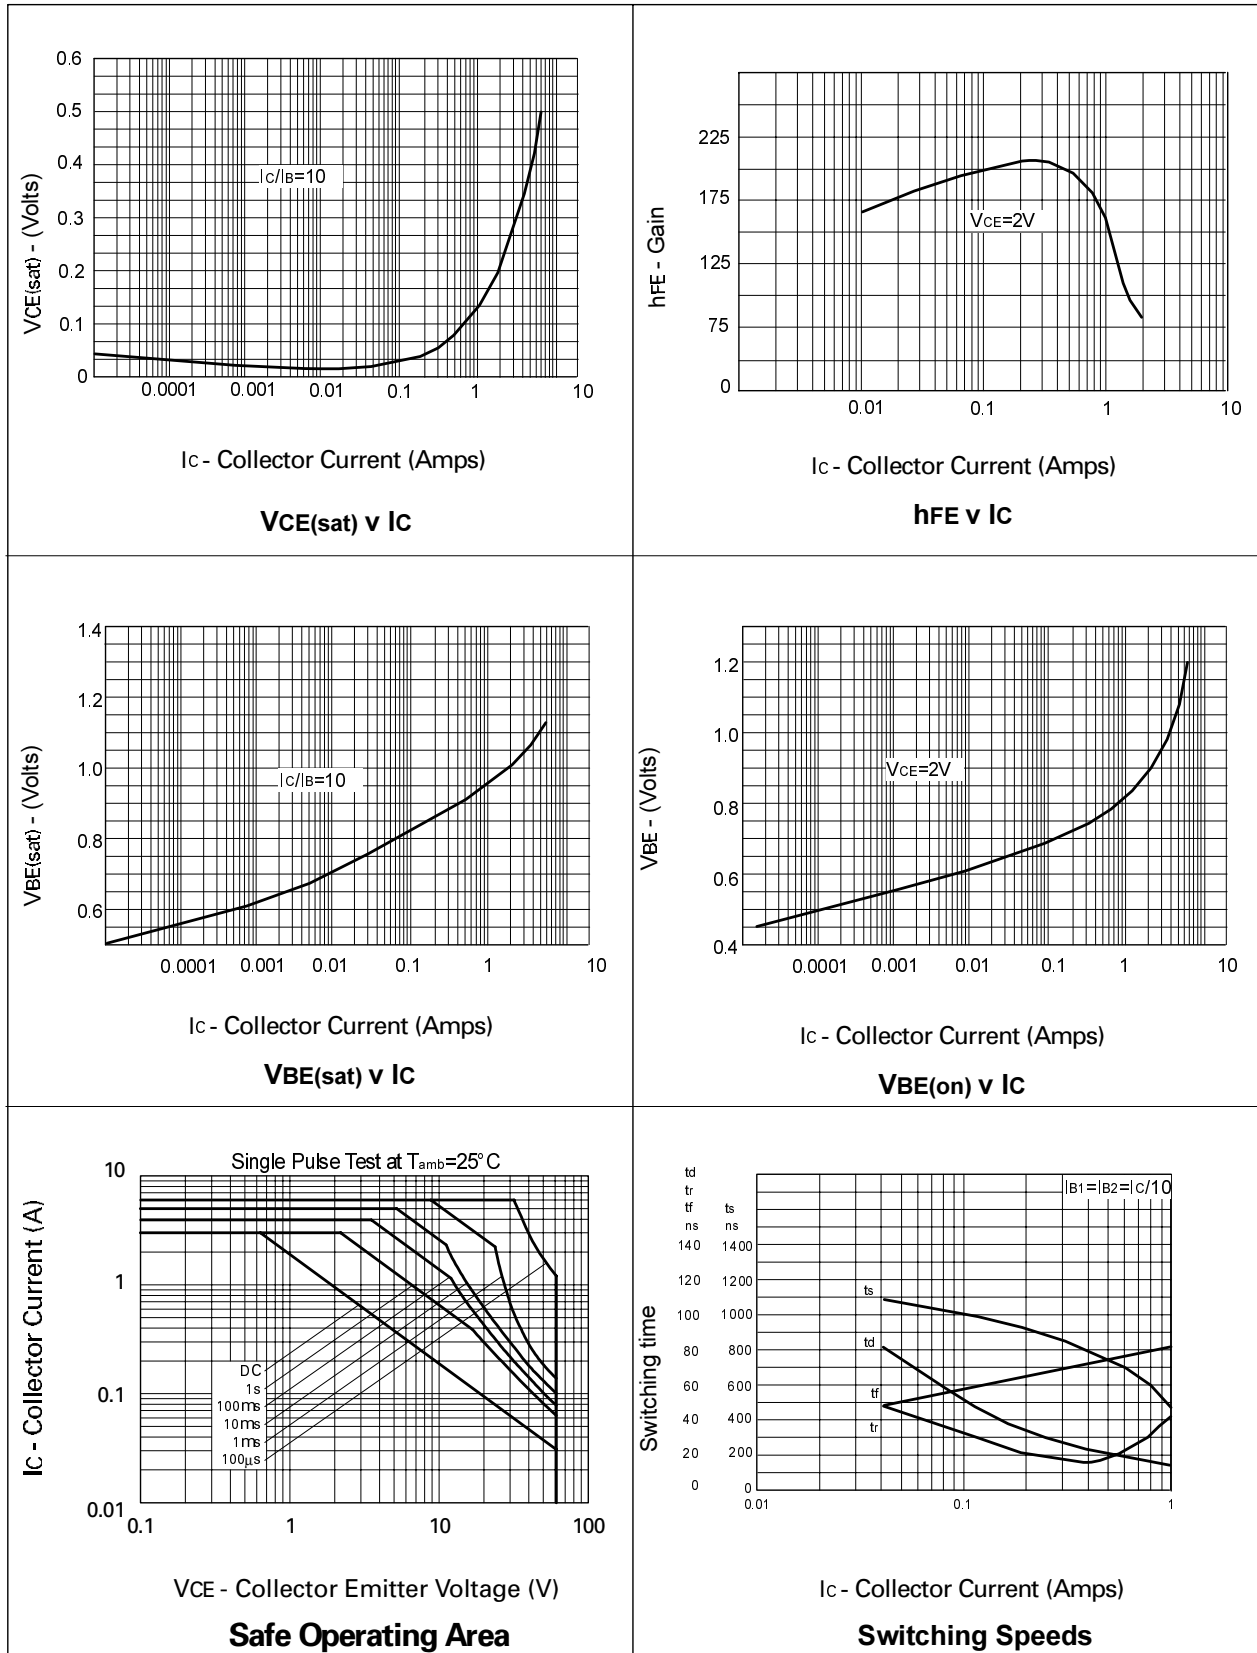 0.6
0.5
0.4
0.3
0.2
0.1
0
IC/IB=10
VCE(sat) - (Volts)
0.0001 0.001 0.01 0.1 1 10
IC - Collector Current (Amps)
VCE(sat) v IC
225
175
125
75
0
VCE=2V
hFE - Gain
0.01 0.1 1 10
IC - Collector Current (Amps)
hFE v IC
1.4
1.2
1.0
0.8
0.6
IC/IB=10
VBE(sat) - (Volts)
0.0001 0.001 0.01 0.1 1 10
IC - Collector Current (Amps)
VBE(sat) v IC
1.2
1.0
0.8
0.6
0.4
VCE=2V
VBE - (Volts)
0.0001 0.001 0.01 0.1 1 10
IC - Collector Current (Amps)
VBE(on) v IC
Single Pulse Test at Tamb=25°C
10
1
0.1
0.01
IC - Collector Current (A)
DC
1s
100ms
10ms
1ms
100µs
0.1 1 10 100
VCE - Collector Emitter Voltage (V)
Safe Operating Area
td
tr
tf ts
ns ns
140 1400
120 1200
100 1000
80 800
60 600
40 400
20 200
0 0
IB1=IB2=IC/10
ts
td
tf
tr
Switching time
0.01 0.1 1
IC - Collector Current (Amps)
Switching Speeds